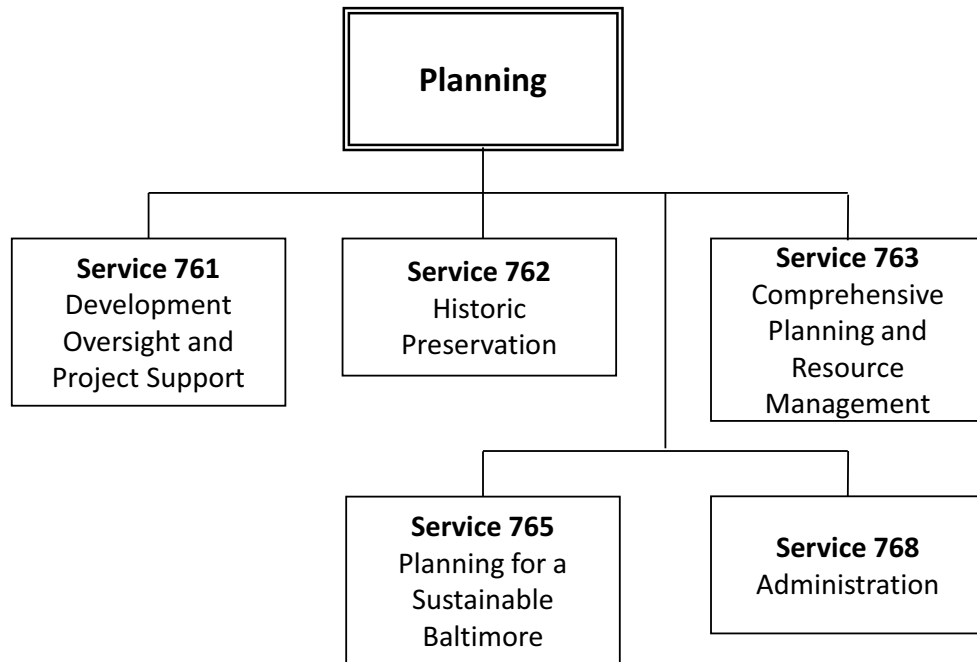 Planning
Service 761
Development
Oversight and
Project Support
Service 762
Historic
Preservation
Service 763
Comprehensive
Planning and
Resource
Management
Service 765
Planning for a
Sustainable
Baltimore
Service 768
Administration